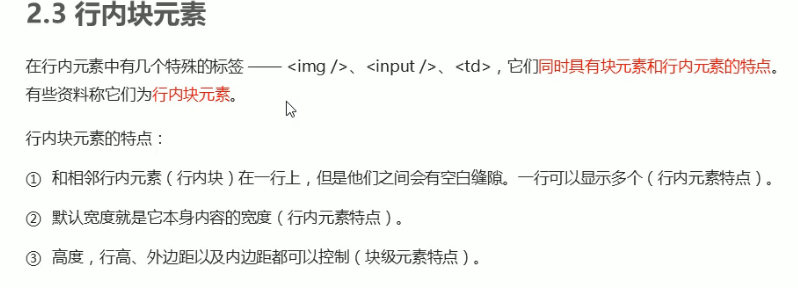 2.3 行内块元素
在行内元素中有几个特殊的标签 —— <img />、<input />、<td>，它们同时具有块元素和行内元素的特点。
有些资料称它们为行内块元素。
行内块元素的特点：
① 和相邻行内元素（行内块）在一行上，但是他们之间会有空白缝隙。一行可以显示多个（行内元素特点）。
② 默认宽度就是它本身内容的宽度（行内元素特点）。
③ 高度，行高、外边距以及内边距都可以控制（块级元素特点）。